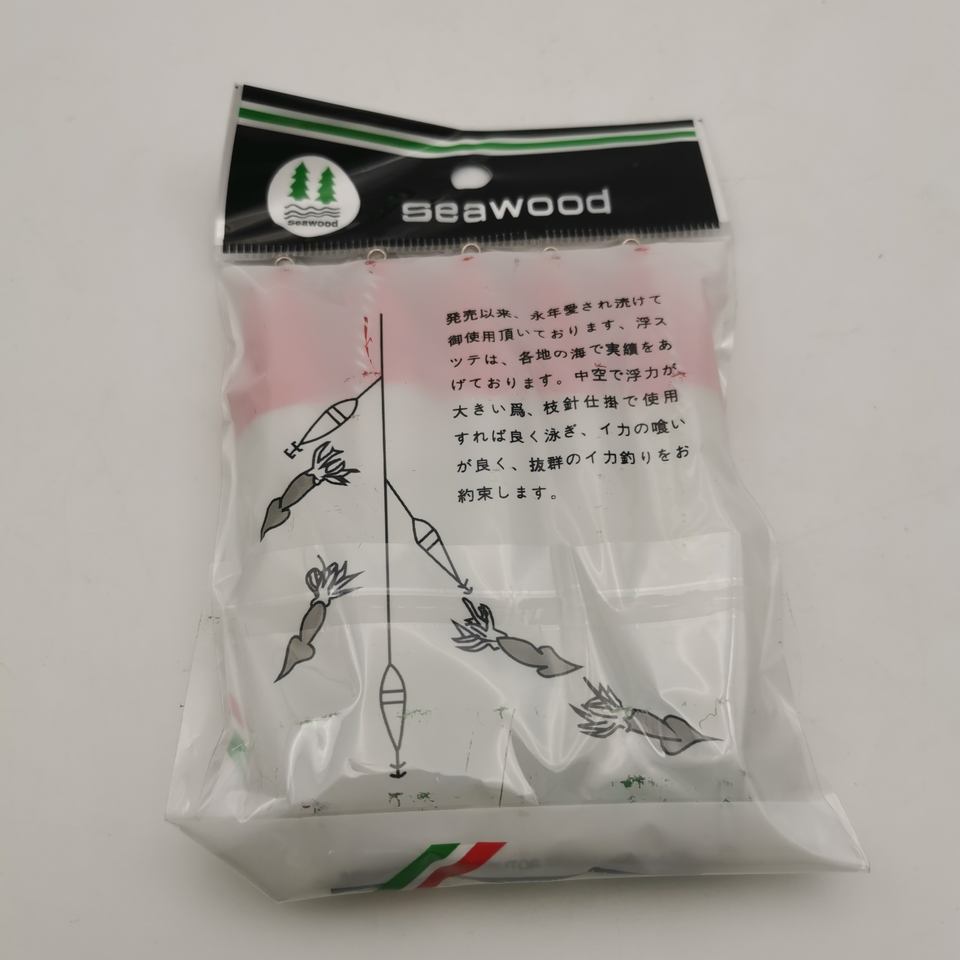 seawood
seawood
発売以来、永年愛され続けて
御使用頂いております、浮ス
ツテは、各地の海で実績をあ
げております。中空で浮力が
大きい爲、枝針仕掛で使用
すれば良く泳ぎ、イカの喰い
が良く、抜群のイカ釣りをお
約束します。